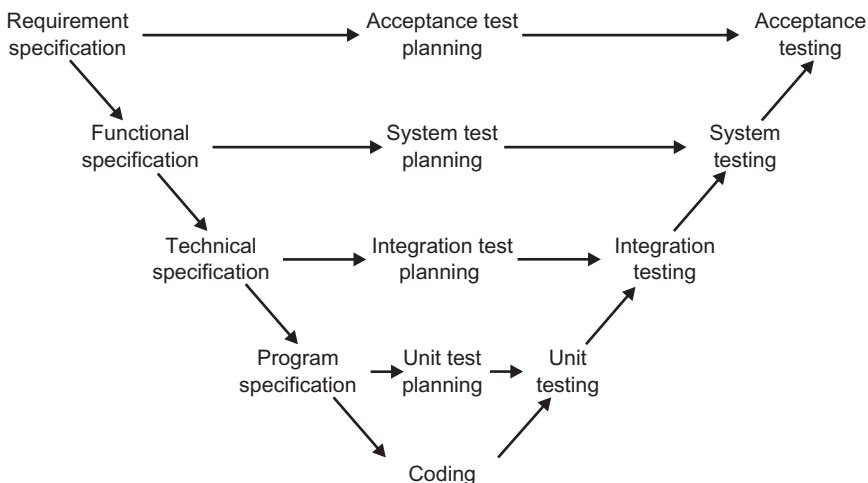 Requirement
specification
Acceptance test
planning
Acceptance
testing
Functional
specification
System test
planning
System
testing
Technical
specification
Integration test
planning
Integration
testing
Program
specification
Unit test
planning
Unit
testing
Coding